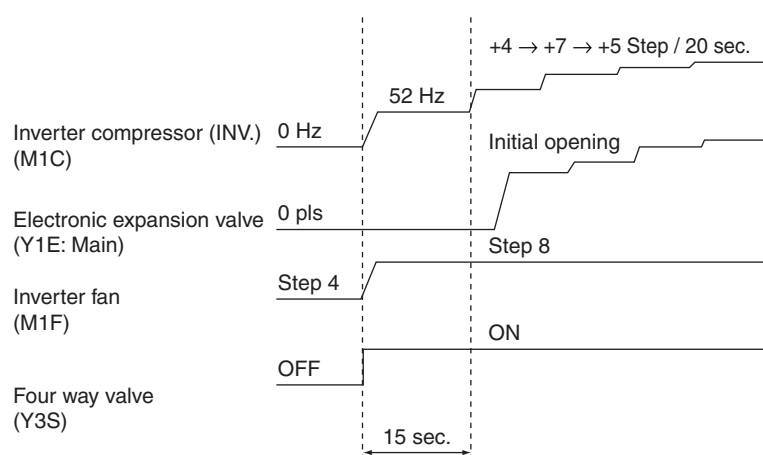 +4 → +7 → +5 Step / 20 sec.
52 Hz
Inverter compressor (INV.)
(M1C)
0 Hz
Initial opening
Electronic expansion valve
(Y1E: Main)
0 pls
Step 8
Step 4
Inverter fan
(M1F)
ON
OFF
Four way valve
(Y3S)
15 sec.